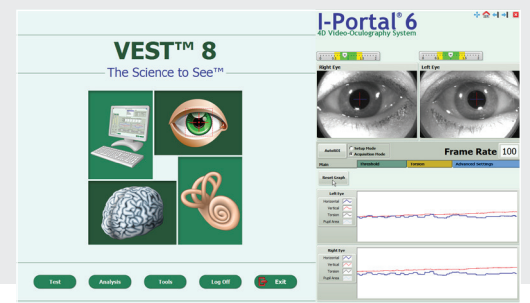 VEST™ 8
The Science to See™
Test
Analysis
Tools
Log Off
Exit
I-Portal® 6
4D Video-Oculography System
Right Eye
Left Eye
AutoROI
Setup Mode
Acquisition Mode
Frame Rate 100
Main
Threshold
Torsion
Advanced Settings
Reset Graph
Left Eye
Horizontal
Vertical
Torsion
Pupil Area
Right Eye
Horizontal
Vertical
Torsion
Pupil Area